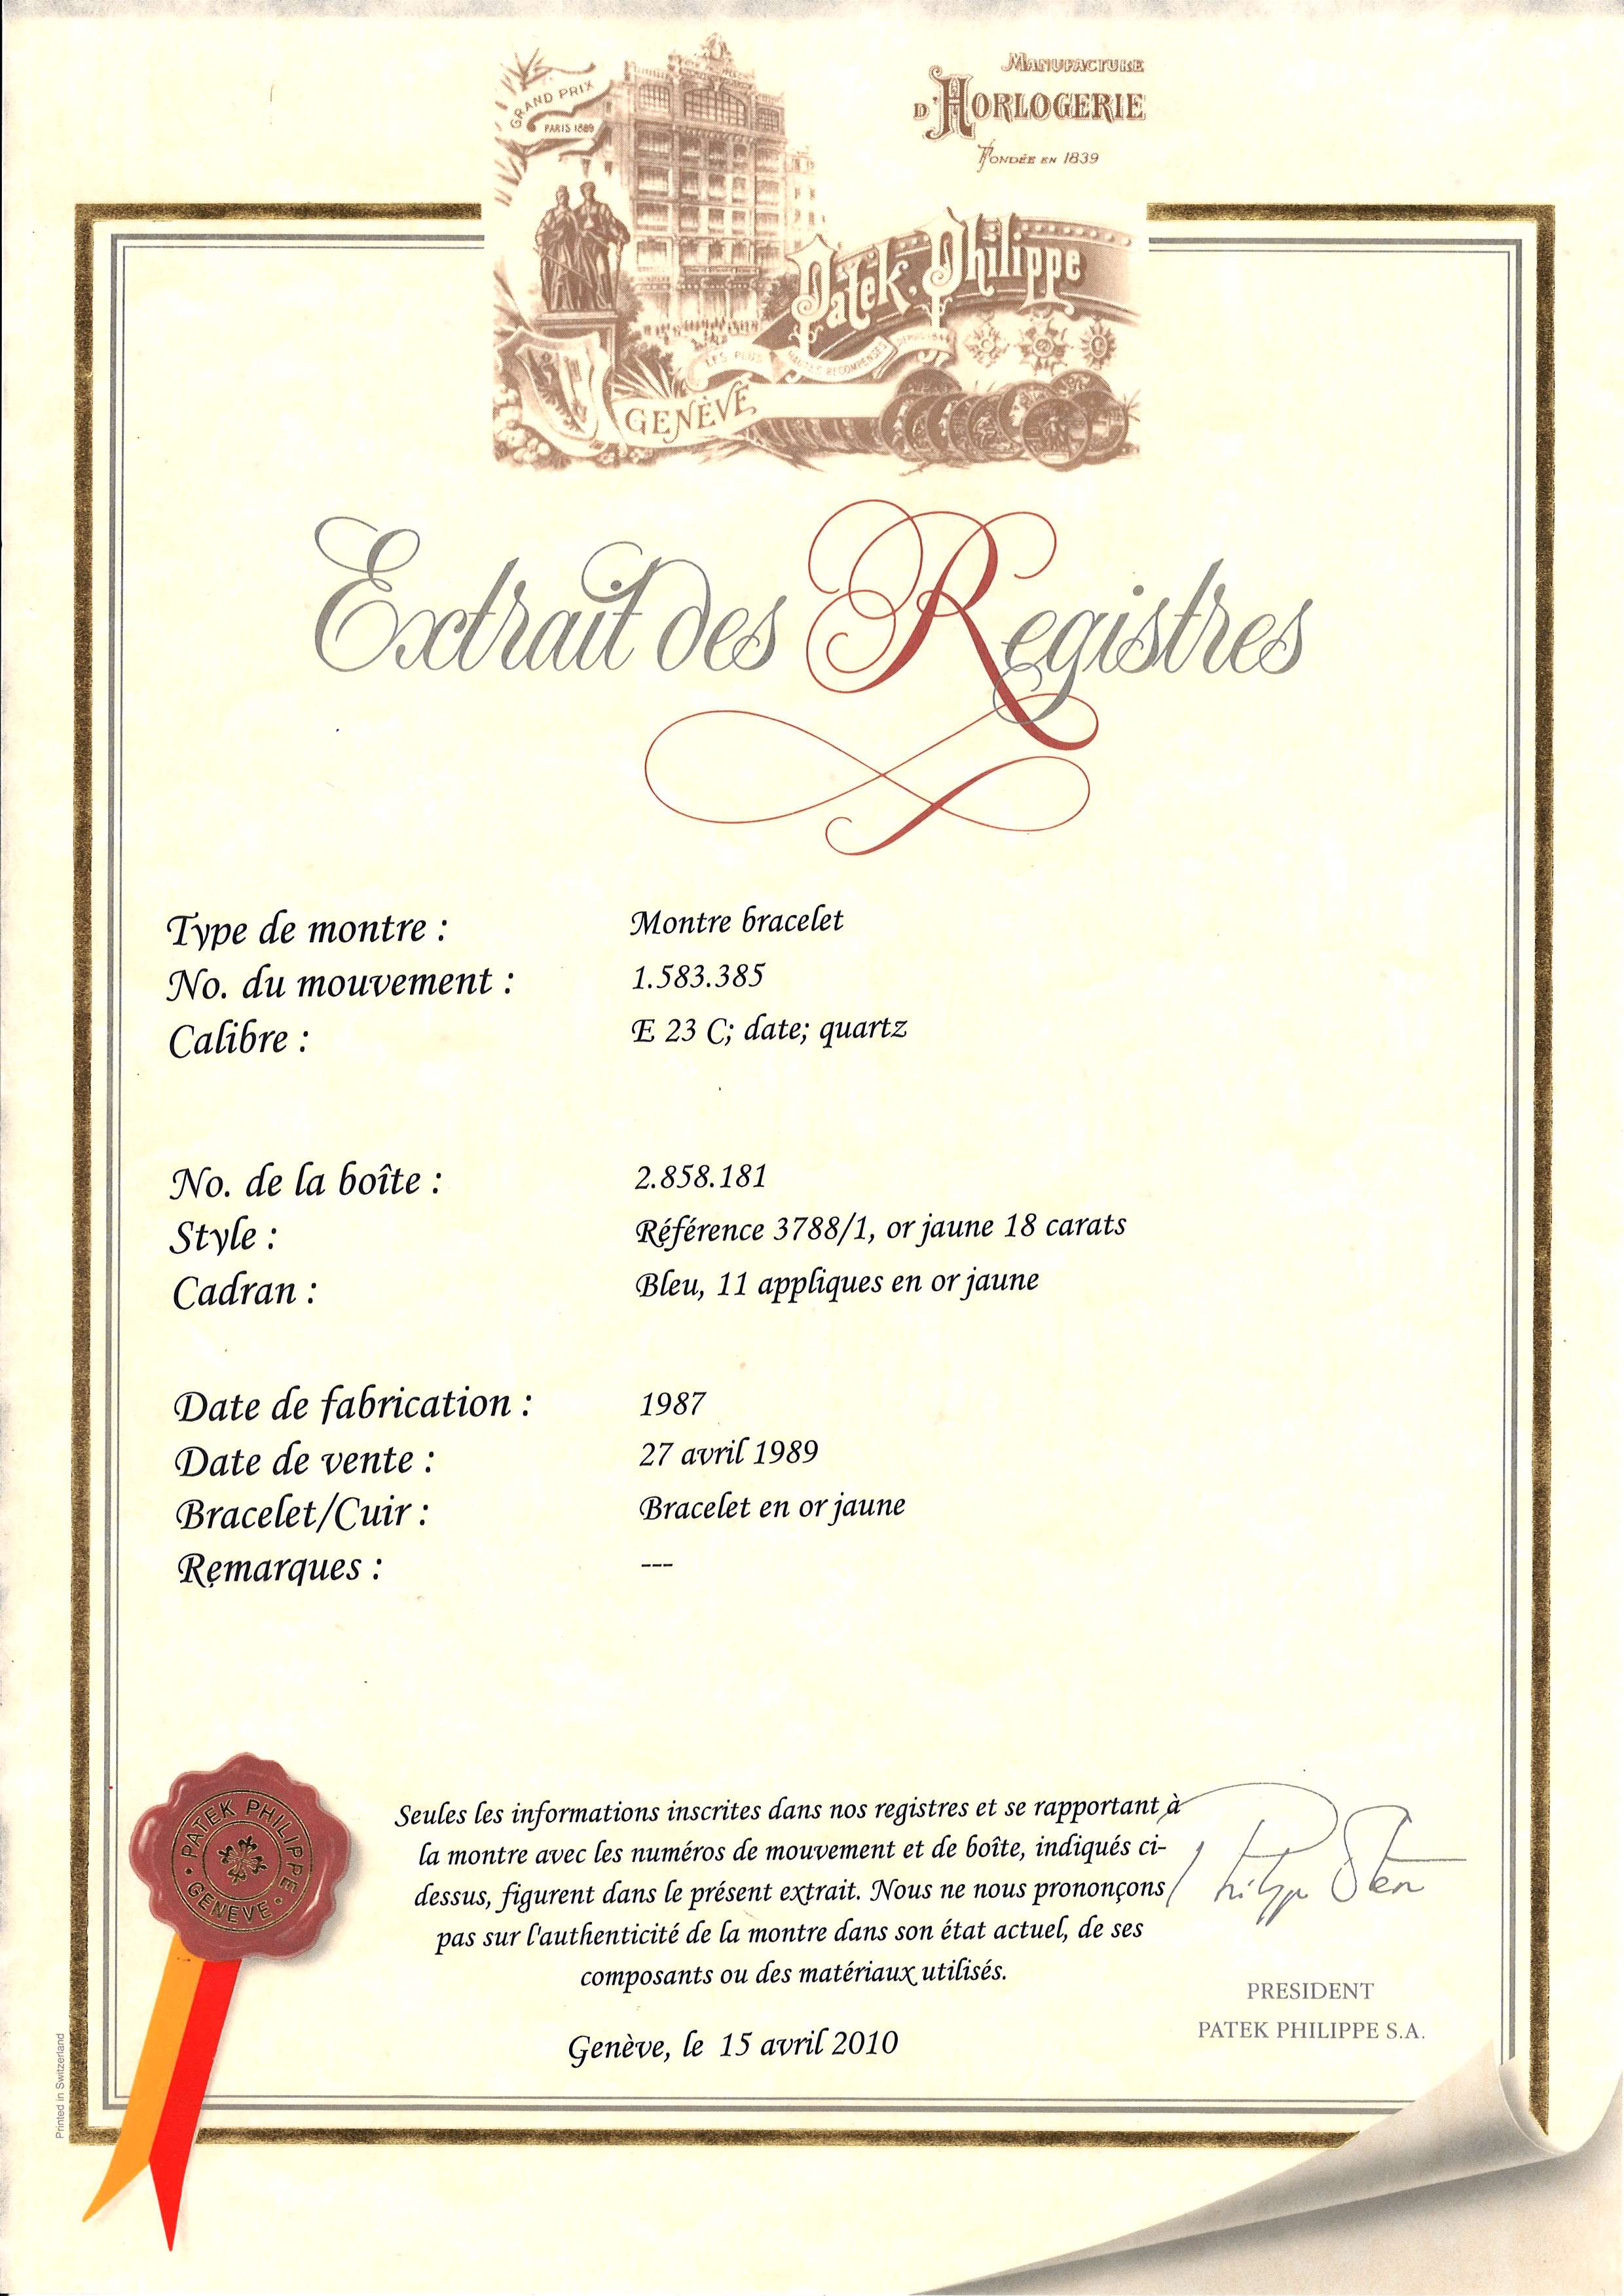 MANUFACTURE
D'HORLOGERIE
FONDÉE EN 1839
GRAND PRIX
PARIS 1889
Patek, Philippe
LES PLUS HAUTES RECOMPENSES
GENÈVE
Extrait des Registres
Type de montre : Montre bracelet
No. du mouvement : 1.583.385
Calibre : E 23 C; date; quartz
No. de la boîte : 2.858.181
Style : Référence 3788/1, or jaune 18 carats
Cadran : Bleu, 11 appliques en or jaune
Date de fabrication : 1987
Date de vente : 27 avril 1989
Bracelet/Cuir : Bracelet en or jaune
Remarques : ---
Seules les informations inscrites dans nos registres et se rapportant à
la montre avec les numéros de mouvement et de boîte, indiqués ci-
dessus, figurent dans le présent extrait. Nous ne nous prononçons
pas sur l'authenticité de la montre dans son état actuel, de ses
composants ou des matériaux utilisés.
Genève, le 15 avril 2010
PATEK PHILIPPE
GENEVE
PRESIDENT
PATEK PHILIPPE S.A.
Printed in Switzerland